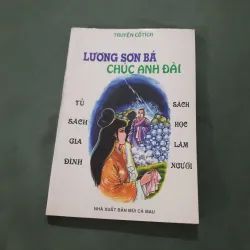 TRUYỆN CỔ TÍCH
LƯƠNG SƠN BÁ
CHÚC ANH ĐÀI
TỦ
SÁCH
GIA
ĐÌNH
SÁCH
HỌC
LÀM
NGƯỜI
NHÀ XUẤT BẢN MŨI CÀ MAU